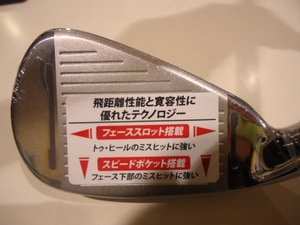 飛距離性能と寛容性に
優れたテクノロジー
フェーススロット搭載
トゥ・ヒールのミスヒットに強い
スピードポケット搭載
フェース下部のミスヒットに強い